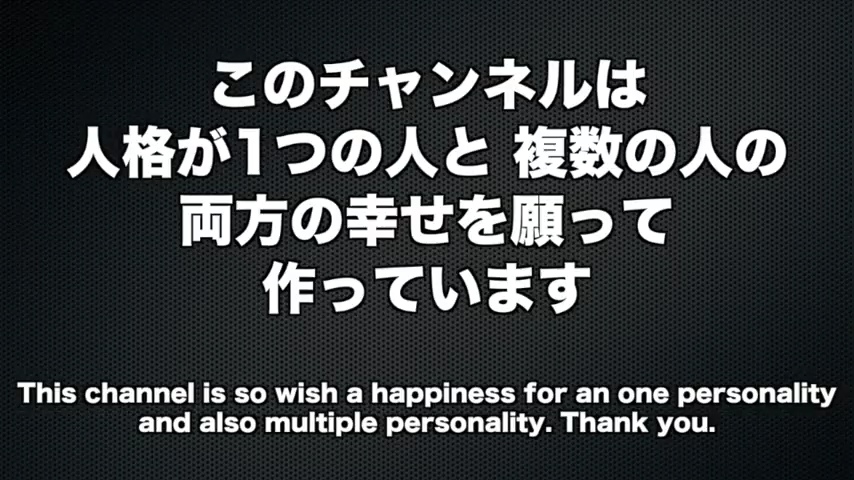 このチャンネルは
人格が1つの人と 複数の人の
両方の幸せを願って
作っています
This channel is so wish a happiness for an one personality
and also multiple personality. Thank you.